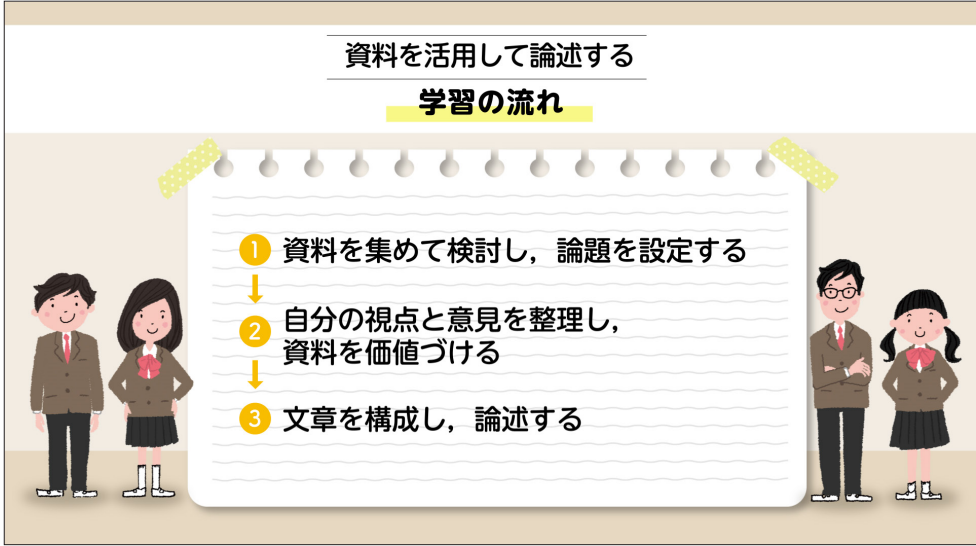 資料を活用して論述する
学習の流れ
1 資料を集めて検討し，論題を設定する
2 自分の視点と意見を整理し，
資料を価値づける
3 文章を構成し，論述する